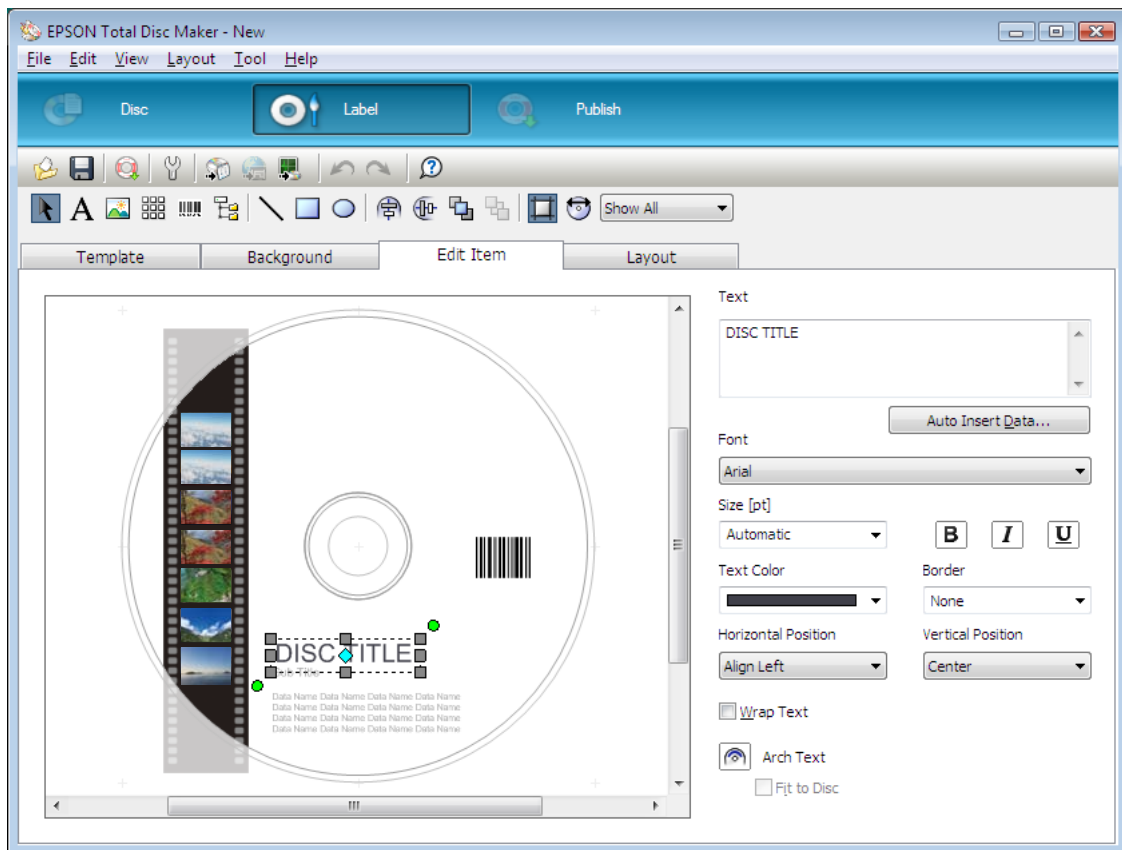 EPSON Total Disc Maker - New
File Edit View Layout Tool Help
Disc Label Publish
Show All
Template Background Edit Item Layout
Text
DISC TITLE
Auto Insert Data...
Font
Arial
Size [pt]
Automatic B I U
Text Color Border
None
Horizontal Position Vertical Position
Align Left Center
Wrap Text
Arch Text
Fit to Disc
DISC TITLE
Sub Title
Data Name Data Name Data Name Data Name
Data Name Data Name Data Name Data Name
Data Name Data Name Data Name Data Name
Data Name Data Name Data Name Data Name